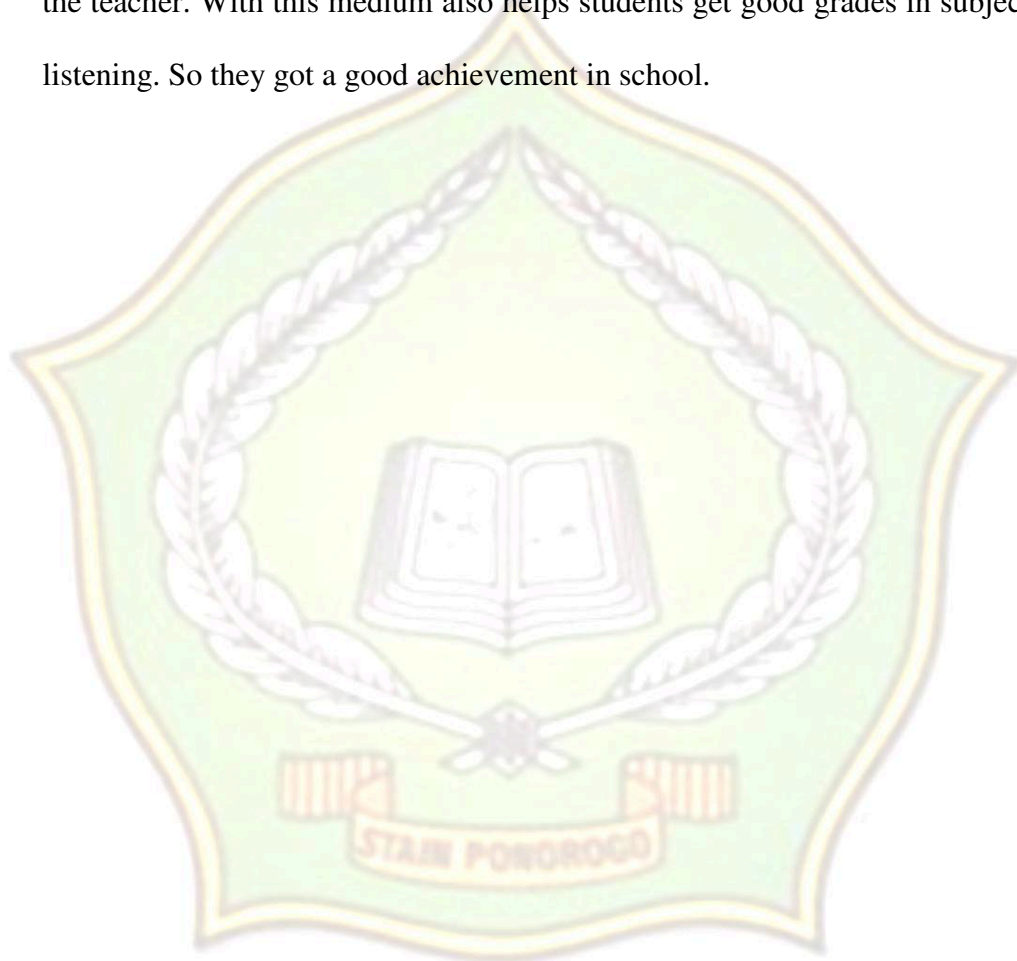 the teacher. With this medium also helps students get good grades in subjec
listening. So they got a good achievement in school.
STAIN PONOROGO